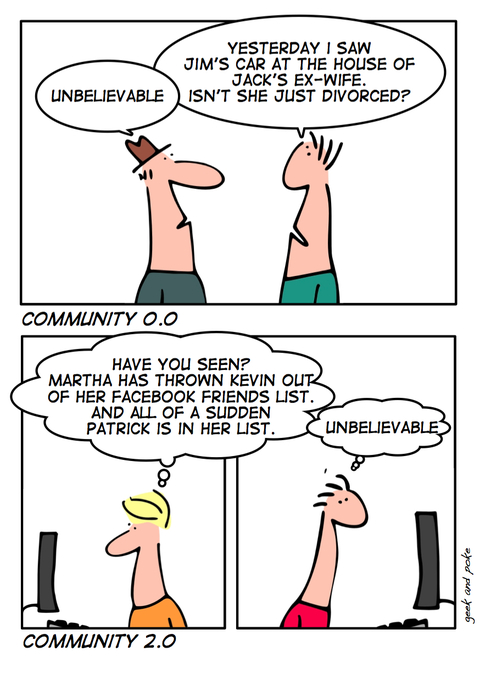 UNBELIEVABLE
YESTERDAY I SAW
JIM'S CAR AT THE HOUSE OF
JACK'S EX-WIFE.
ISN'T SHE JUST DIVORCED?
COMMUNITY 0.0
HAVE YOU SEEN?
MARTHA HAS THROWN KEVIN OUT
OF HER FACEBOOK FRIENDS LIST.
AND ALL OF A SUDDEN
PATRICK IS IN HER LIST.
UNBELIEVABLE
geek and poke
COMMUNITY 2.0